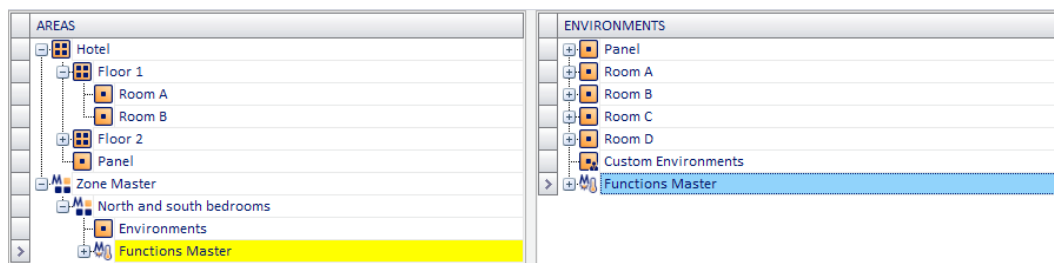 AREAS
Hotel
Floor 1
Room A
Room B
Floor 2
Panel
Zone Master
North and south bedrooms
Environments
Functions Master
ENVIRONMENTS
Panel
Room A
Room B
Room C
Room D
Custom Environments
Functions Master